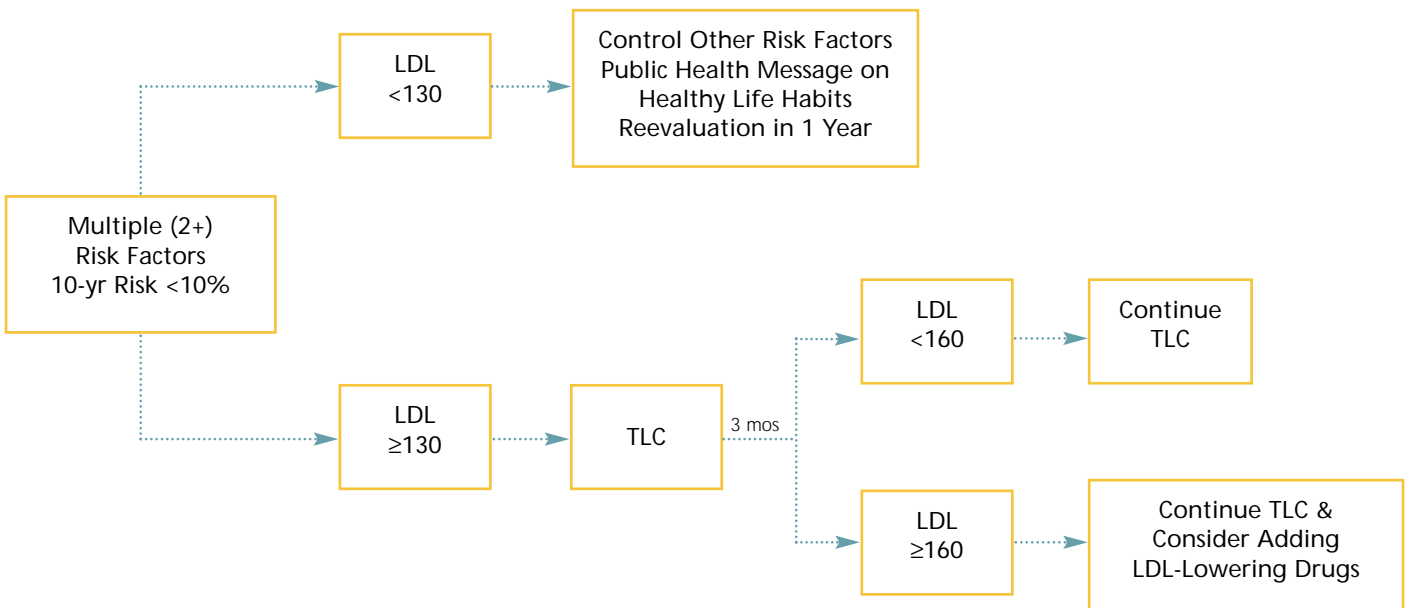 LDL
<130
Control Other Risk Factors
Public Health Message on
Healthy Life Habits
Reevaluation in 1 Year
Multiple (2+)
Risk Factors
10-yr Risk <10%
LDL
≥130
TLC
3 mos
LDL
<160
Continue
TLC
LDL
≥160
Continue TLC &
Consider Adding
LDL-Lowering Drugs